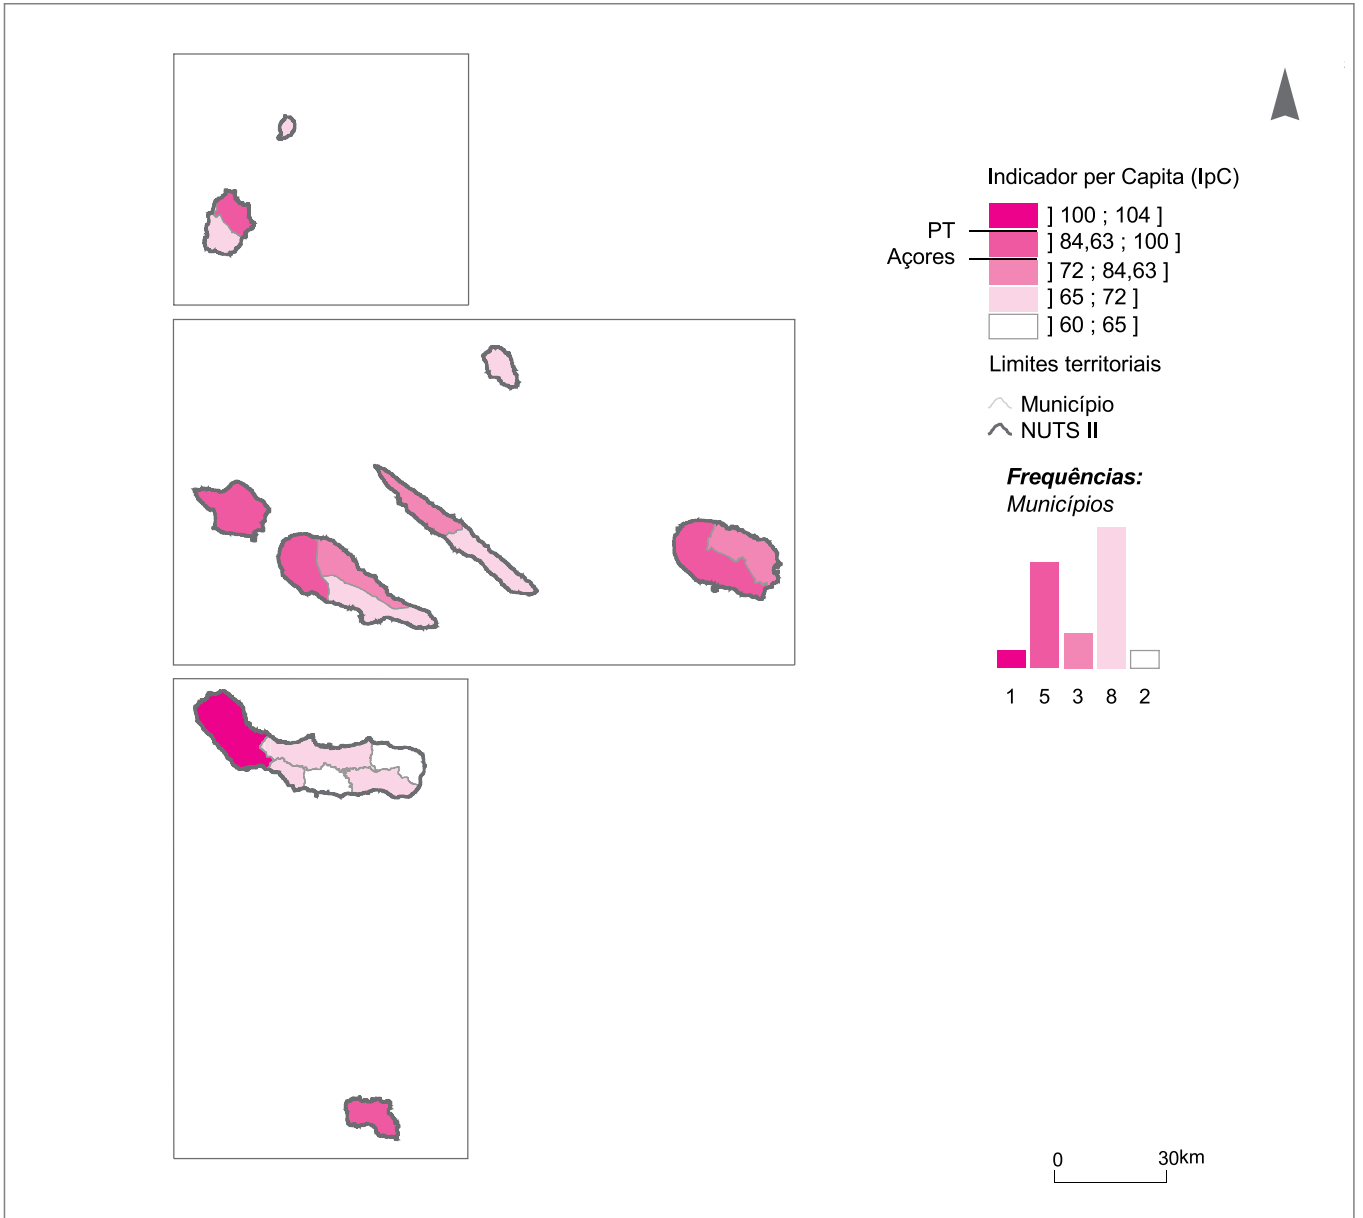 Indicador per Capita (IpC)
] 100 ; 104 ]
PT
] 84,63 ; 100 ]
Açores
] 72 ; 84,63 ]
] 65 ; 72 ]
] 60 ; 65 ]
Limites territoriais
Município
NUTS II
Frequências:
Municípios
1 5 3 8 2
0 30km